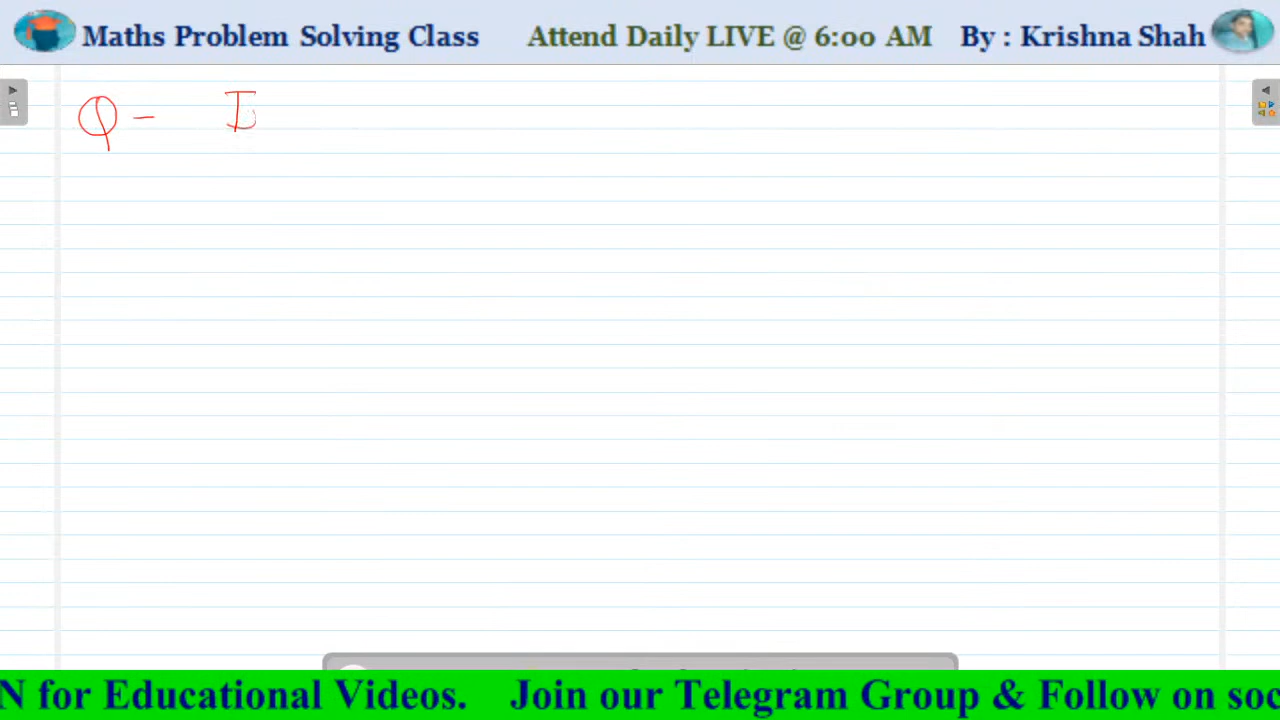 Maths Problem Solving Class Attend Daily LIVE @ 6:00 AM By : Krishna Shah
Q - I
N for Educational Videos. Join our Telegram Group & Follow on soc